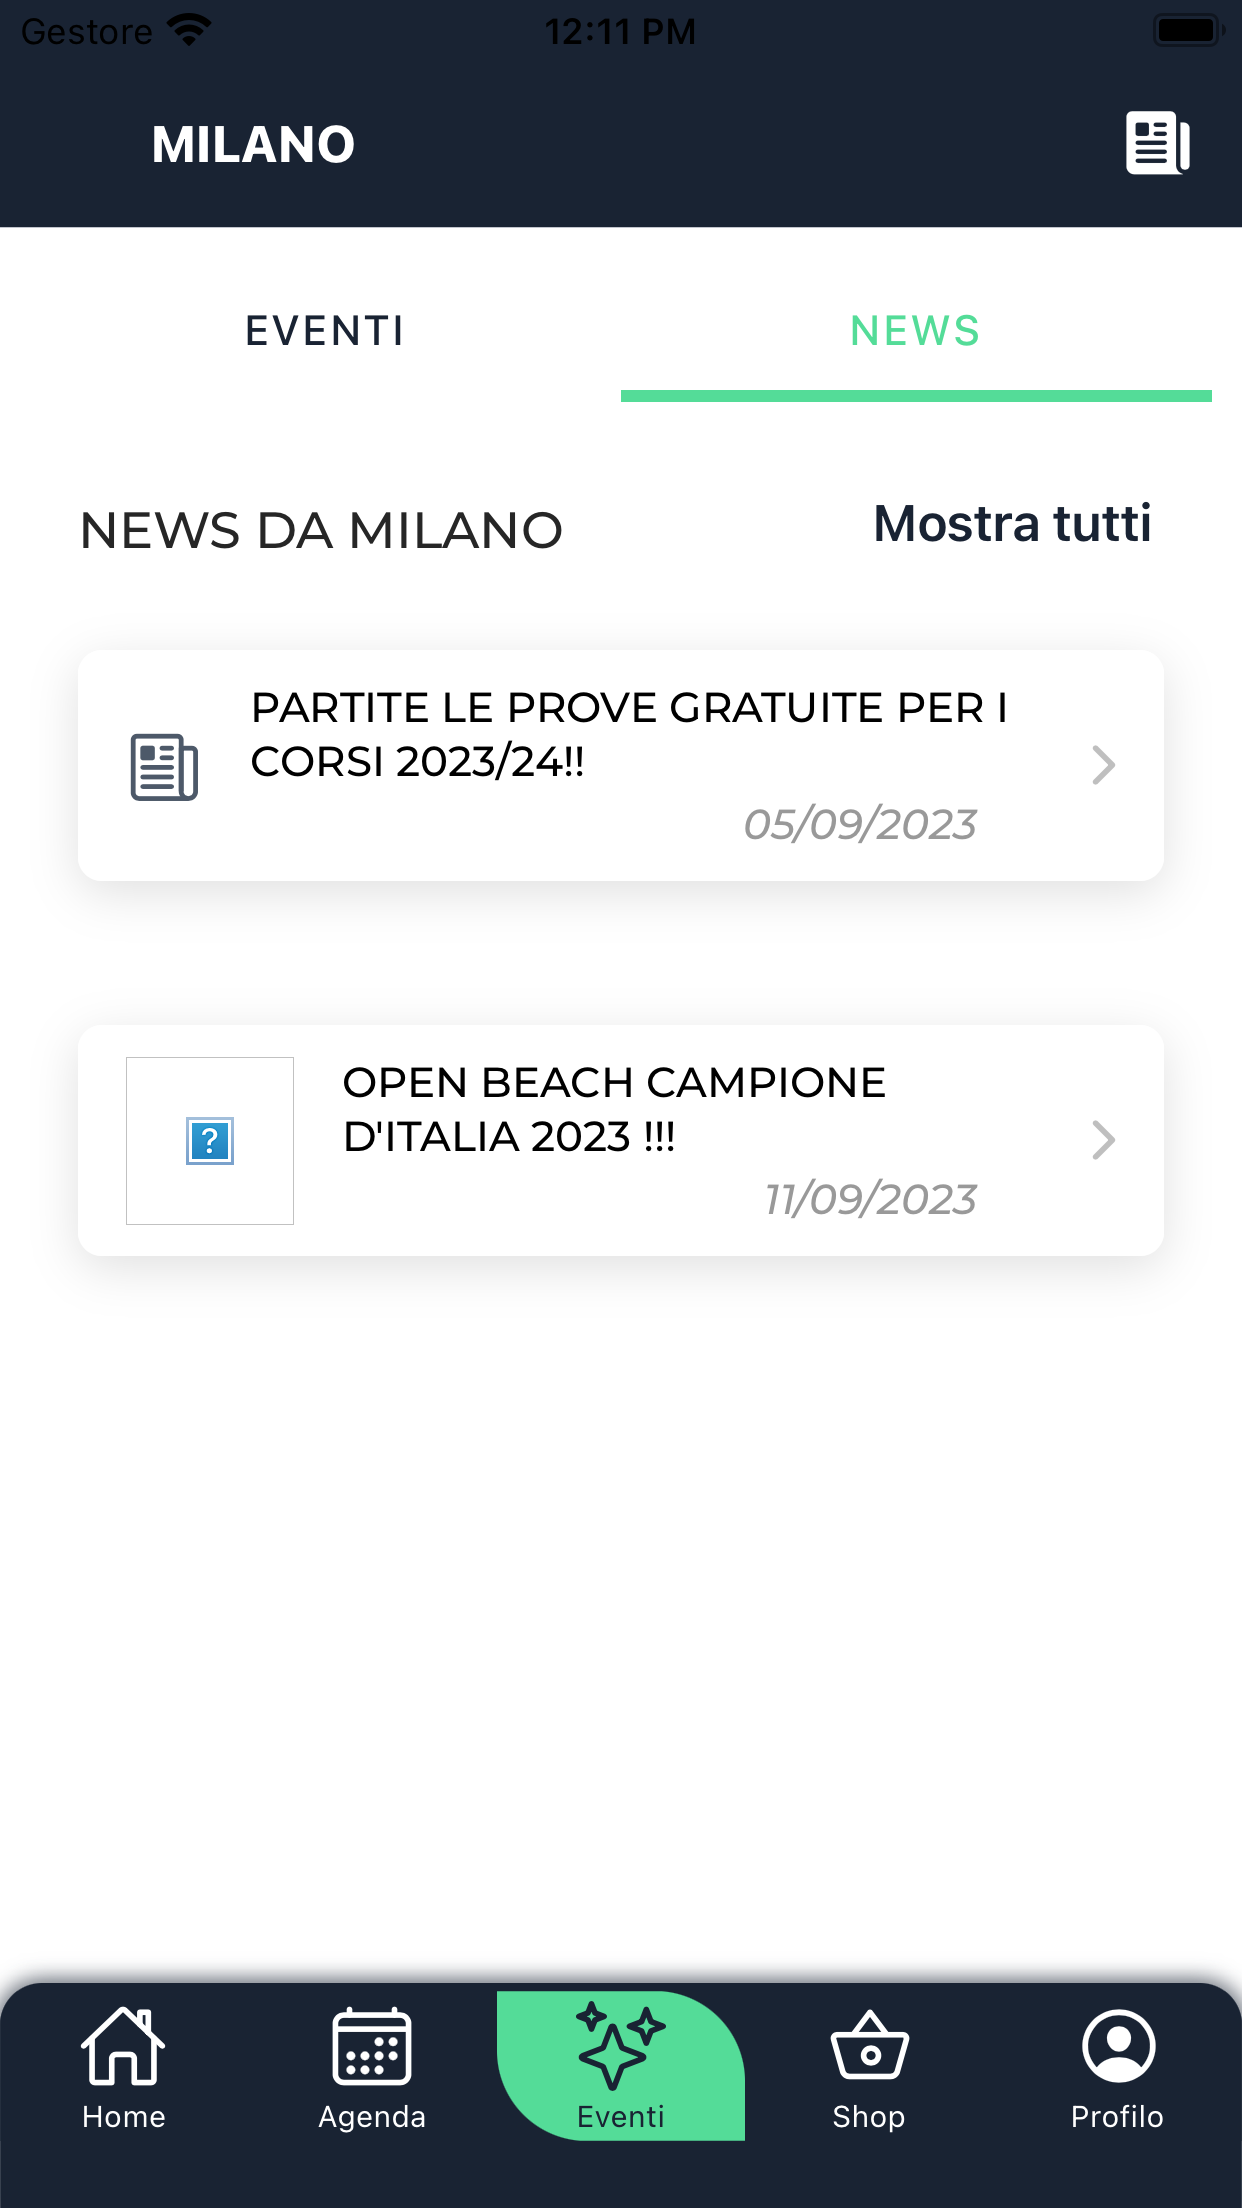 Gestore 12:11 PM
MILANO
EVENTI NEWS
NEWS DA MILANO Mostra tutti
PARTITE LE PROVE GRATUITE PER I
CORSI 2023/24!!
05/09/2023
OPEN BEACH CAMPIONE
D'ITALIA 2023 !!!
11/09/2023
Home Agenda Eventi Shop Profilo